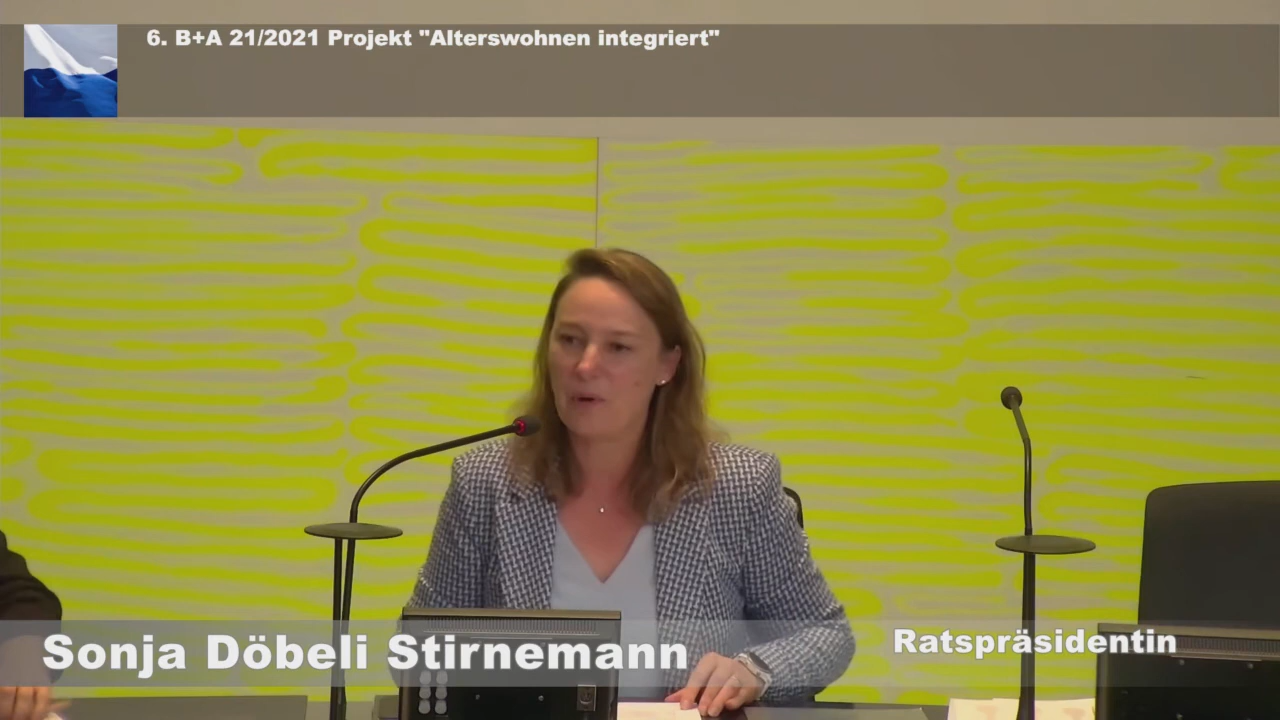 6. B+A 21/2021 Projekt "Alterswohnen integriert"
Sonja Döbeli Stirnemann
Ratspräsidentin